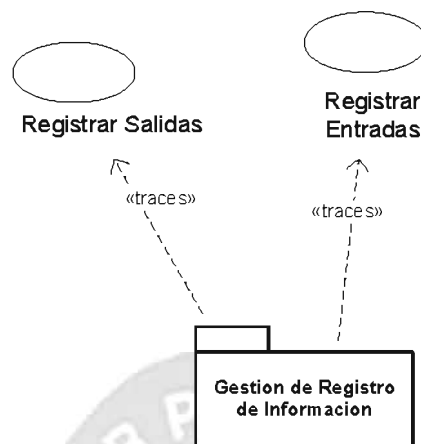 Registrar Salidas
Registrar
Entradas
«traces»
«traces»
Gestion de Registro
de Informacion